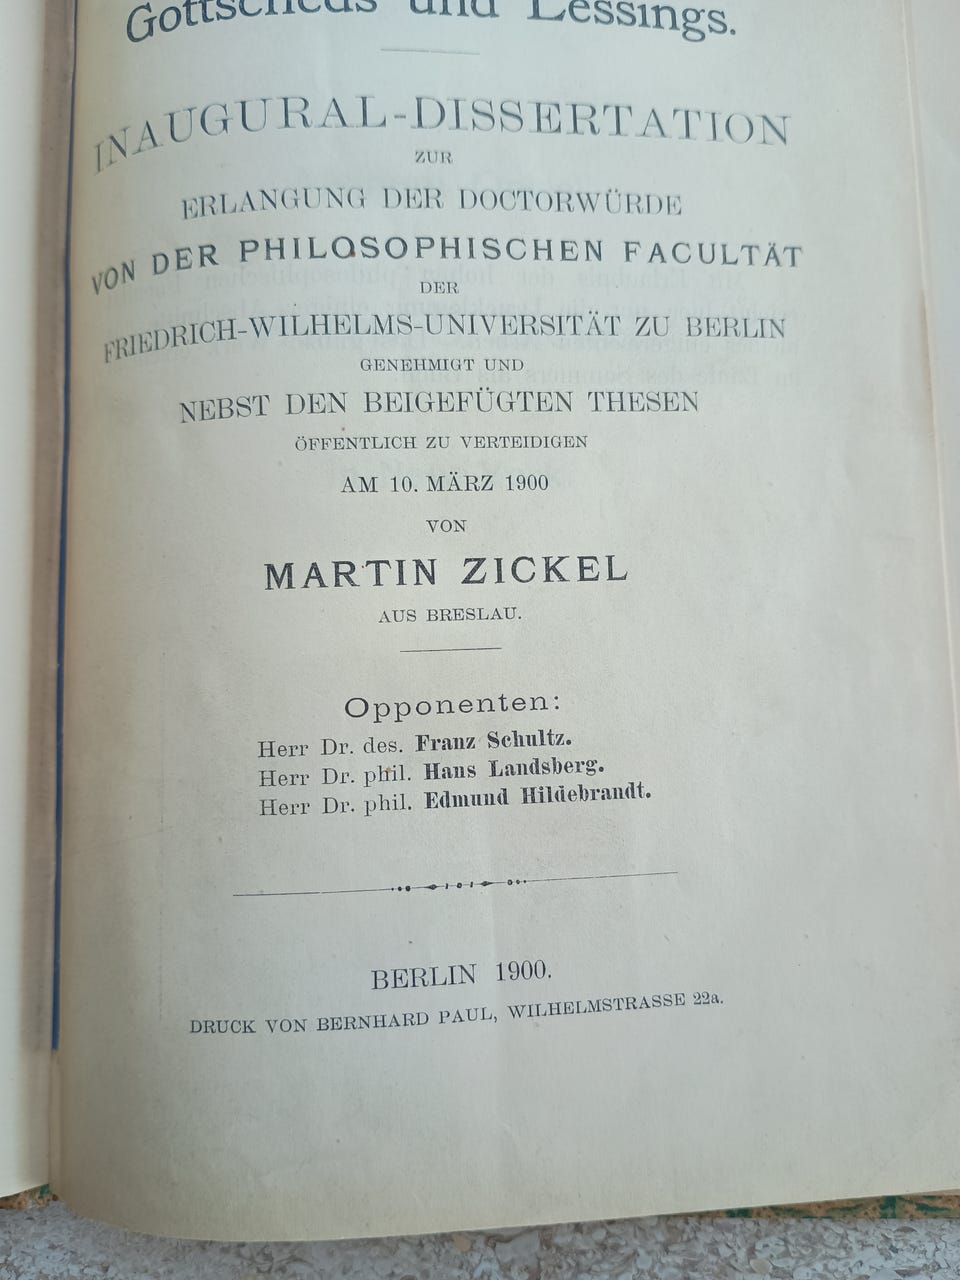 Gottscheds und Lessings.
INAUGURAL-DISSERTATION
ZUR
ERLANGUNG DER DOCTORWÜRDE
VON DER PHILOSOPHISCHEN FACULTÄT
DER
FRIEDRICH-WILHELMS-UNIVERSITÄT ZU BERLIN
GENEHMIGT UND
NEBST DEN BEIGEFÜGTEN THESEN
ÖFFENTLICH ZU VERTEIDIGEN
AM 10. MÄRZ 1900
VON
MARTIN ZICKEL
AUS BRESLAU.
Opponenten:
Herr Dr. des. Franz Schultz.
Herr Dr. phil. Hans Landsberg.
Herr Dr. phil. Edmund Hildebrandt.
BERLIN 1900.
DRUCK VON BERNHARD PAUL, WILHELMSTRASSE 22a.